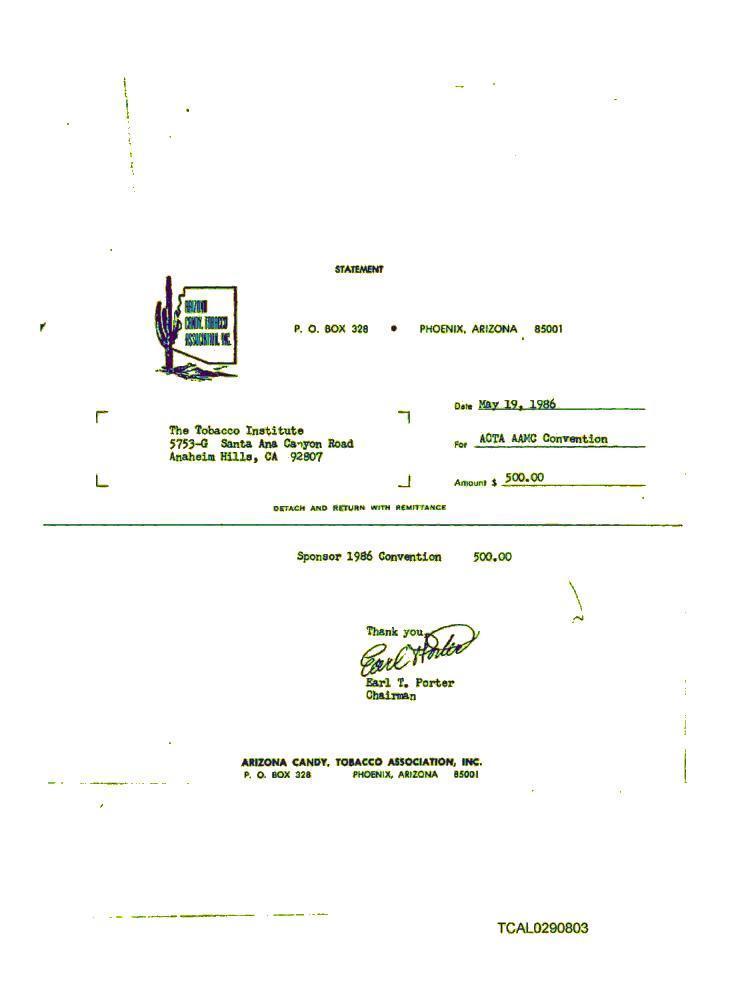 STATEMENT
ARIZONA
CANDY, TOBACCO
ASSOCIATION, INC.
P. O. BOX 328 • PHOENIX, ARIZONA 85001
Date May 19, 1986
The Tobacco Institute
5753-G Santa Ana Canyon Road
Anaheim Hills, CA 92807
For ACTA AAMC Convention
Amount $ 500.00
DETACH AND RETURN WITH REMITTANCE
Sponsor 1986 Convention 500.00
Thank you,
Earl T. Porter
Chairman
ARIZONA CANDY, TOBACCO ASSOCIATION, INC.
P. O. BOX 328 PHOENIX, ARIZONA 85001
TCAL0290803